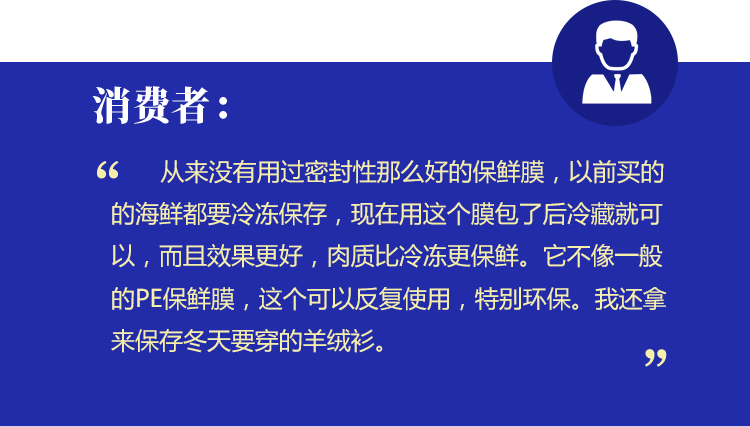 消费者：
“ 从来没有用过密封性那么好的保鲜膜，以前买的
的海鲜都要冷冻保存，现在用这个膜包了后冷藏就可
以，而且效果更好，肉质比冷冻更保鲜。它不像一般
的PE保鲜膜，这个可以反复使用，特别环保。我还拿
来保存冬天要穿的羊绒衫。
”